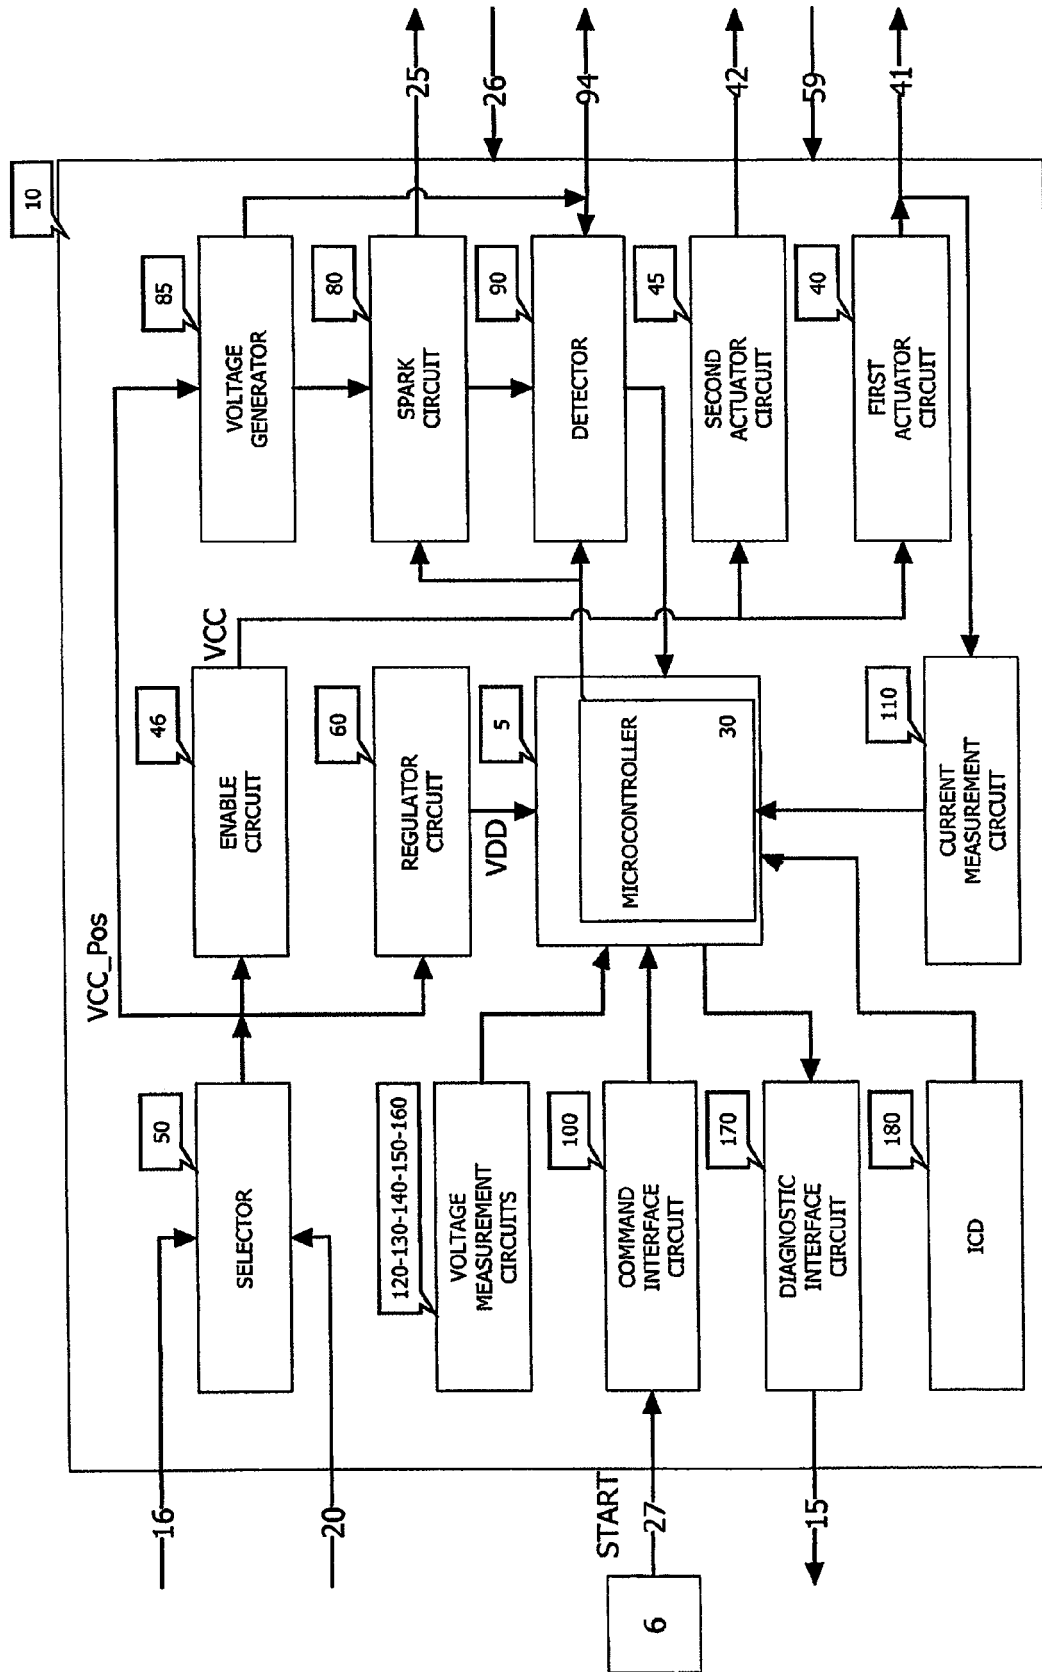 10
16
20
50
SELECTOR
VCC_Pos
46
ENABLE
CIRCUIT
VCC
85
VOLTAGE
GENERATOR
60
REGULATOR
CIRCUIT
VDD
80
SPARK
CIRCUIT
25
26
120-130-140-150-160
VOLTAGE
MEASUREMENT
CIRCUITS
5
MICROCONTROLLER
30
90
DETECTOR
94
6
START
27
100
COMMAND
INTERFACE
CIRCUIT
45
SECOND
ACTUATOR
CIRCUIT
42
15
170
DIAGNOSTIC
INTERFACE
CIRCUIT
59
40
FIRST
ACTUATOR
CIRCUIT
41
180
ICD
110
CURRENT
MEASUREMENT
CIRCUIT